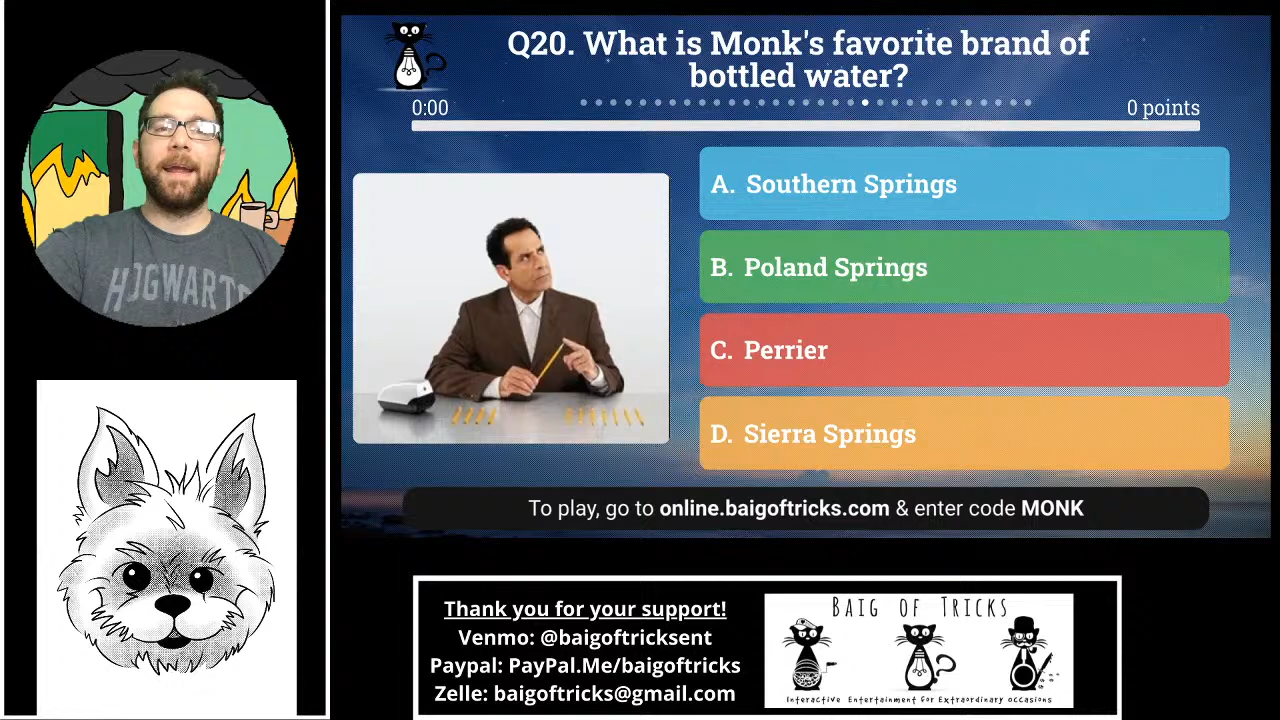 Q20. What is Monk's favorite brand of
bottled water?
0:00
0 points
A. Southern Springs
B. Poland Springs
C. Perrier
D. Sierra Springs
To play, go to online.baigoftricks.com & enter code MONK
HOGWARTS
Thank you for your support!
Venmo: @baigoftricksent
Paypal: PayPal.Me/baigoftricks
Zelle: baigoftricks@gmail.com
BAIG OF TRICKS
Interactive Entertainment for Extraordinary occasions